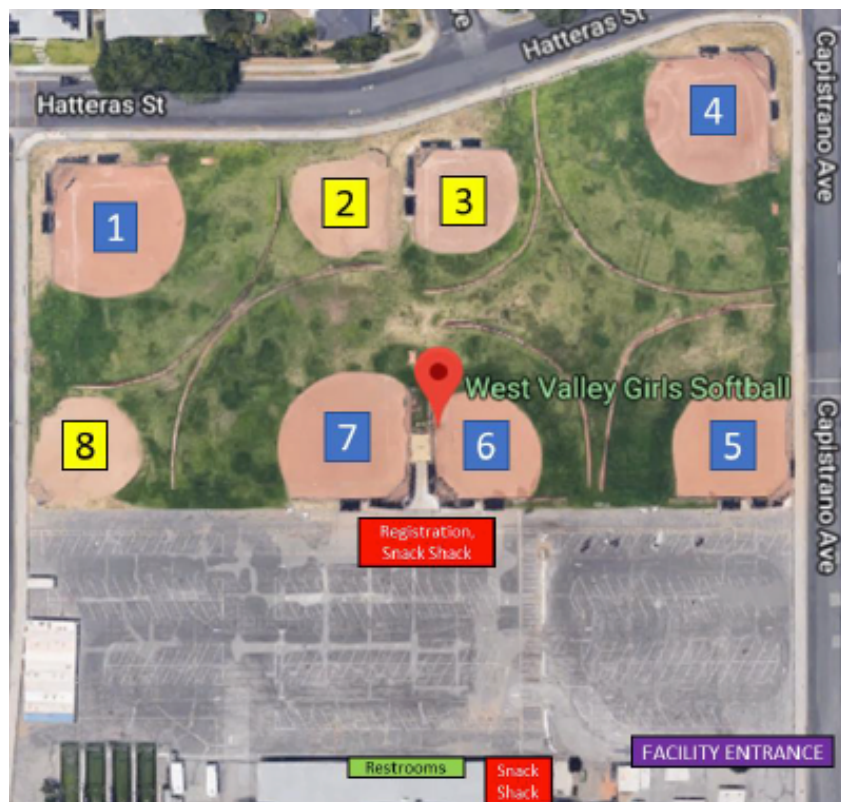 Ave
Hatteras St
Hatteras St
Capistrano Ave
4
1
2
3
West Valley Girls Softball
8
7
6
5
Capistrano Ave
Registration,
Snack Shack
FACILITY ENTRANCE
Restrooms
Snack
Shack